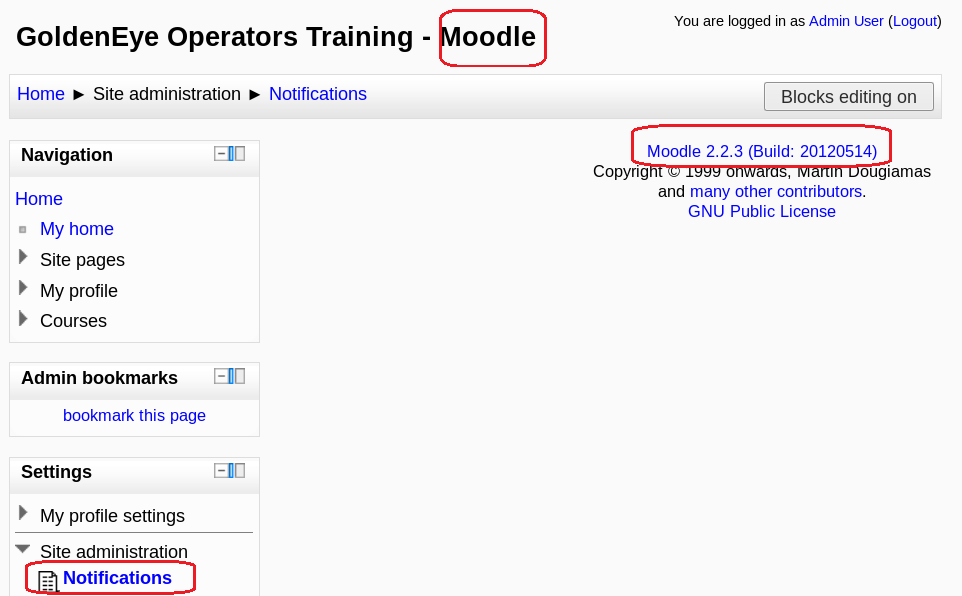 You are logged in as Admin User (Logout)
GoldenEye Operators Training - Moodle
Home ► Site administration ► Notifications
Blocks editing on
Navigation
Home
My home
Site pages
My profile
Courses
Admin bookmarks
bookmark this page
Settings
My profile settings
Site administration
Notifications
Moodle 2.2.3 (Build: 20120514)
Copyright © 1999 onwards, Martin Dougiamas
and many other contributors.
GNU Public License